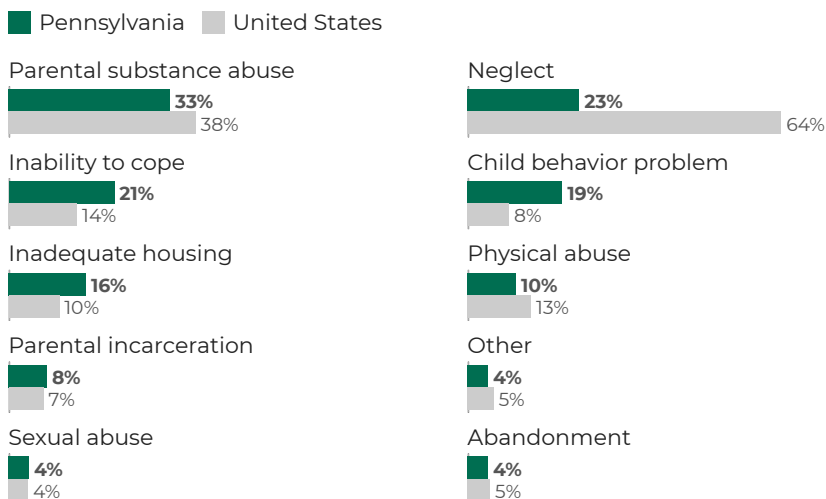 Pennsylvania United States
Parental substance abuse
33%
38%
Neglect
23%
64%
Inability to cope
21%
14%
Child behavior problem
19%
8%
Inadequate housing
16%
10%
Physical abuse
10%
13%
Parental incarceration
8%
7%
Other
4%
5%
Sexual abuse
4%
4%
Abandonment
4%
5%